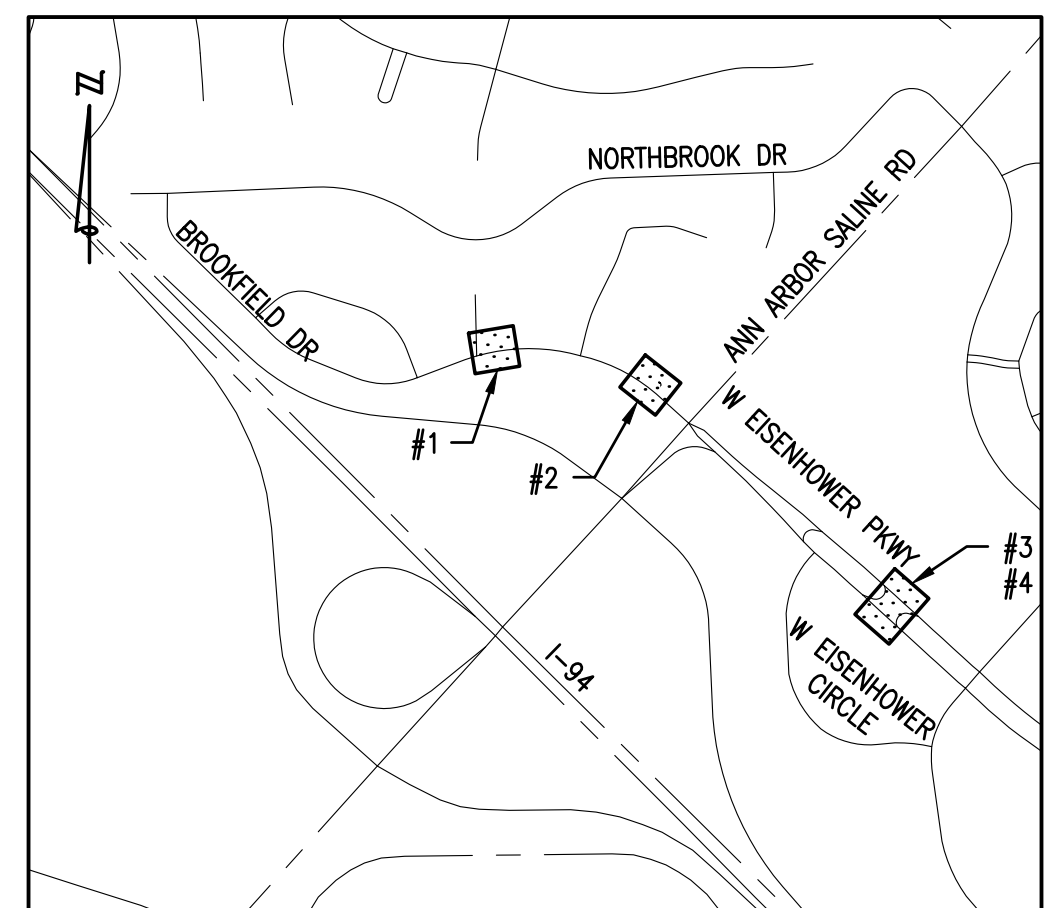 N
NORTHBROOK DR
ANN ARBOR SALINE RD
BROOKFIELD DR
#1
#2
W EISENHOWER PKWY
#3
#4
I-94
W EISENHOWER
CIRCLE